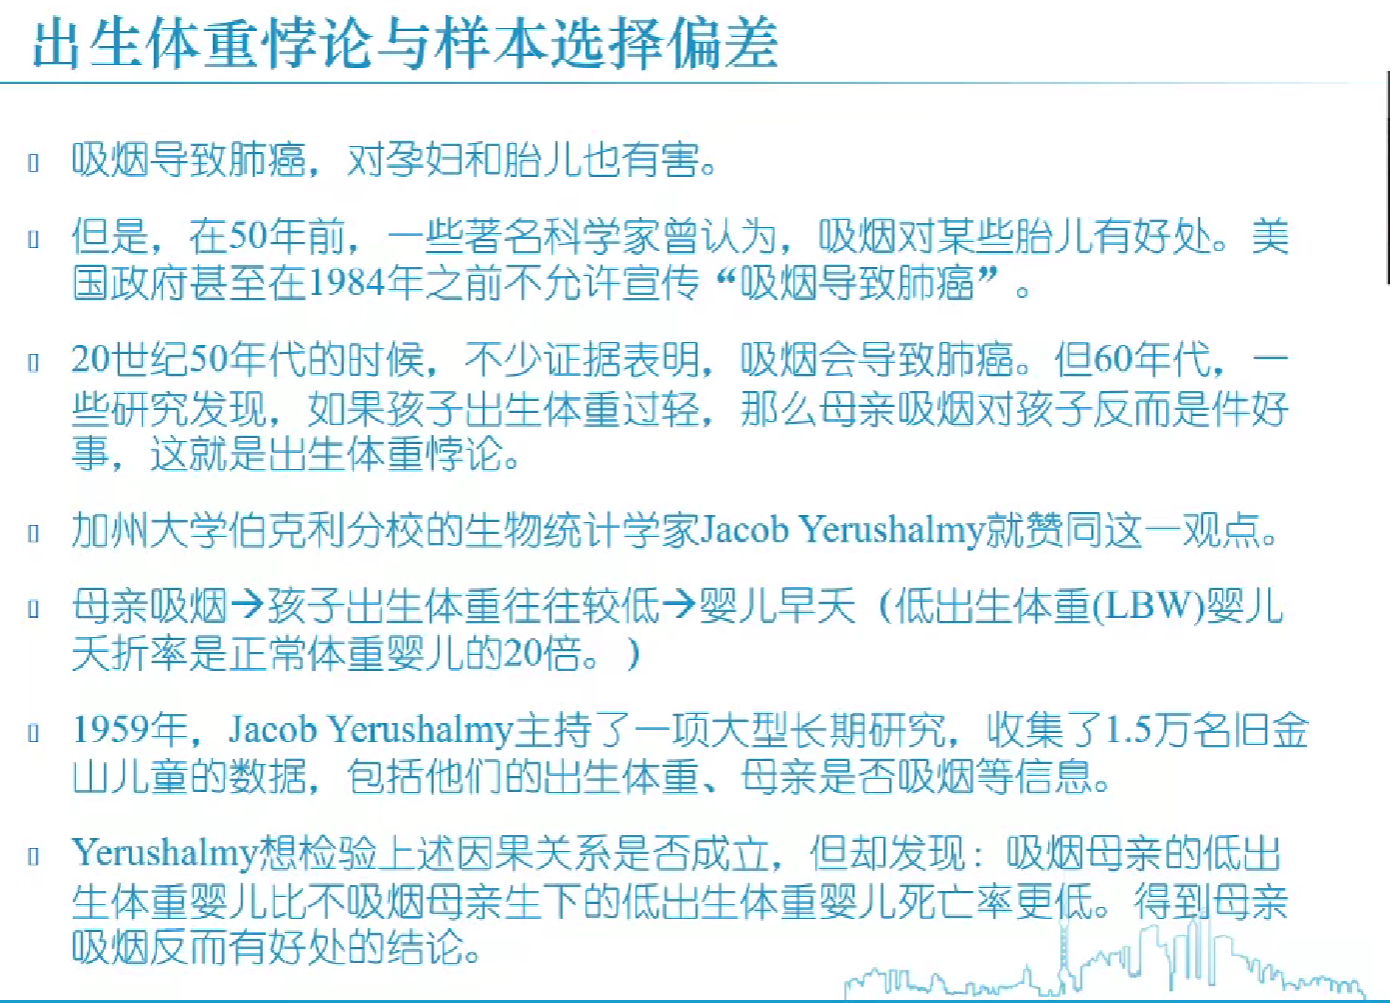 出生体重悖论与样本选择偏差
吸烟导致肺癌，对孕妇和胎儿也有害。
但是，在50年前，一些著名科学家曾认为，吸烟对某些胎儿有好处。美
国政府甚至在1984年之前不允许宣传“吸烟导致肺癌”。
20世纪50年代的时候，不少证据表明，吸烟会导致肺癌。但60年代，一
些研究发现，如果孩子出生体重过轻，那么母亲吸烟对孩子反而是件好
事，这就是出生体重悖论。
加州大学伯克利分校的生物统计学家Jacob Yerushalmy就赞同这一观点。
母亲吸烟→孩子出生体重往往较低→婴儿早夭（低出生体重(LBW)婴儿
夭折率是正常体重婴儿的20倍。）
1959年，Jacob Yerushalmy主持了一项大型长期研究，收集了1.5万名旧金
山儿童的数据，包括他们的出生体重、母亲是否吸烟等信息。
Yerushalmy想检验上述因果关系是否成立，但却发现：吸烟母亲的低出
生体重婴儿比不吸烟母亲生下的低出生体重婴儿死亡率更低。得到母亲
吸烟反而有好处的结论。